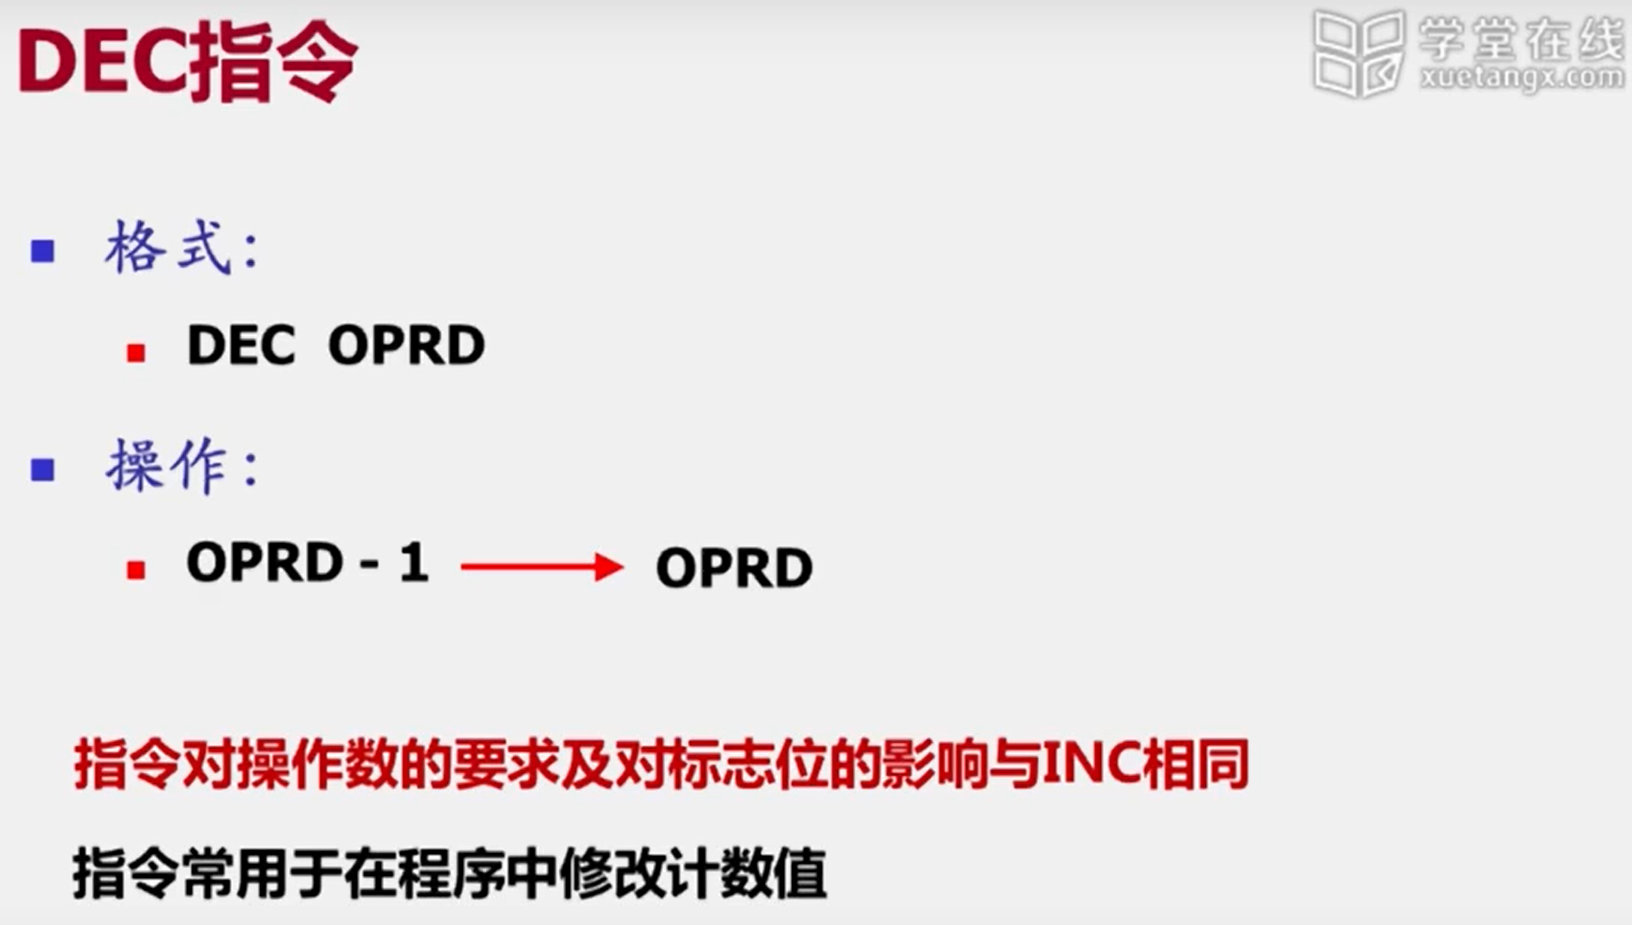 DEC指令
学堂在线
xuetangx.com
格式：
DEC OPRD
操作：
OPRD - 1 → OPRD
指令对操作数的要求及对标志位的影响与INC相同
指令常用于在程序中修改计数值